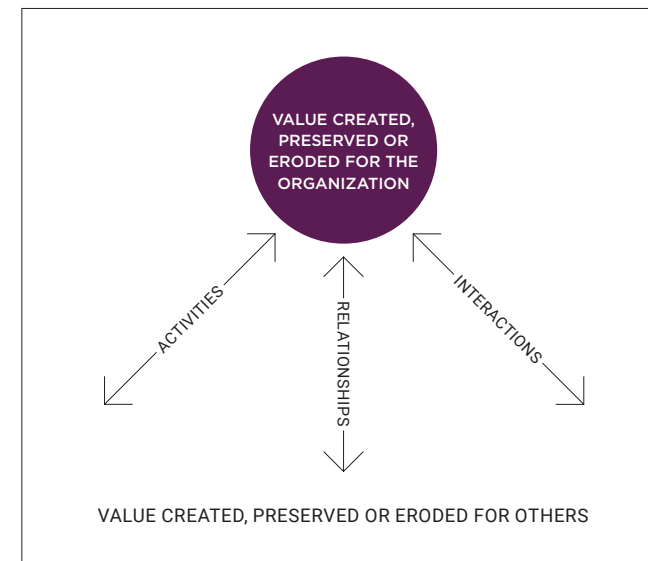 VALUE CREATED,
PRESERVED OR
ERODED FOR THE
ORGANIZATION
ACTIVITIES
RELATIONSHIPS
INTERACTIONS
VALUE CREATED, PRESERVED OR ERODED FOR OTHERS